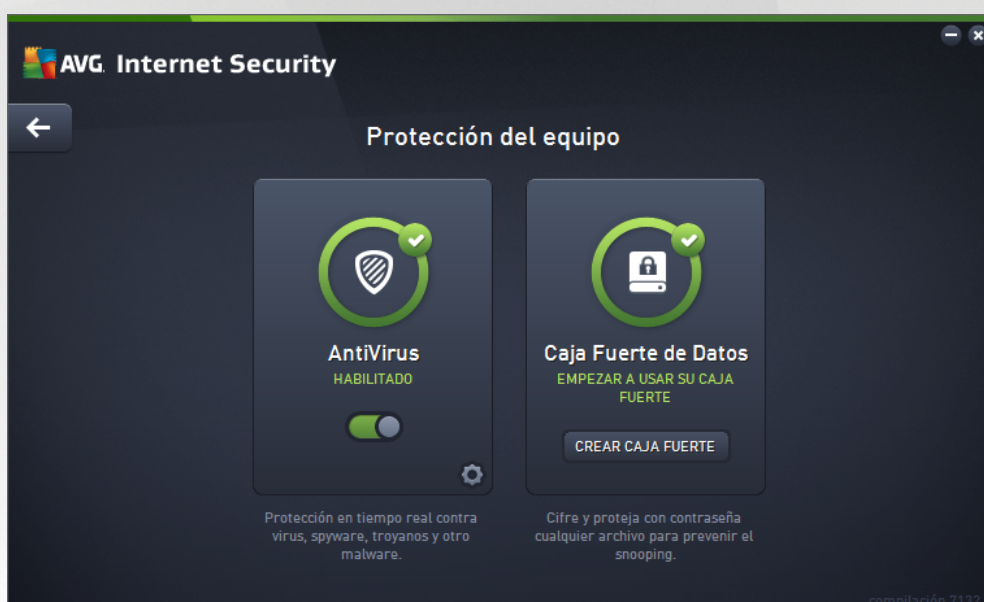 AVG. Internet Security
Protección del equipo
AntiVirus
HABILITADO
Protección en tiempo real contra
virus, spyware, troyanos y otro
malware.
Caja Fuerte de Datos
EMPEZAR A USAR SU CAJA
FUERTE
CREAR CAJA FUERTE
Cifre y proteja con contraseña
cualquier archivo para prevenir el
snooping.
compilación 7132